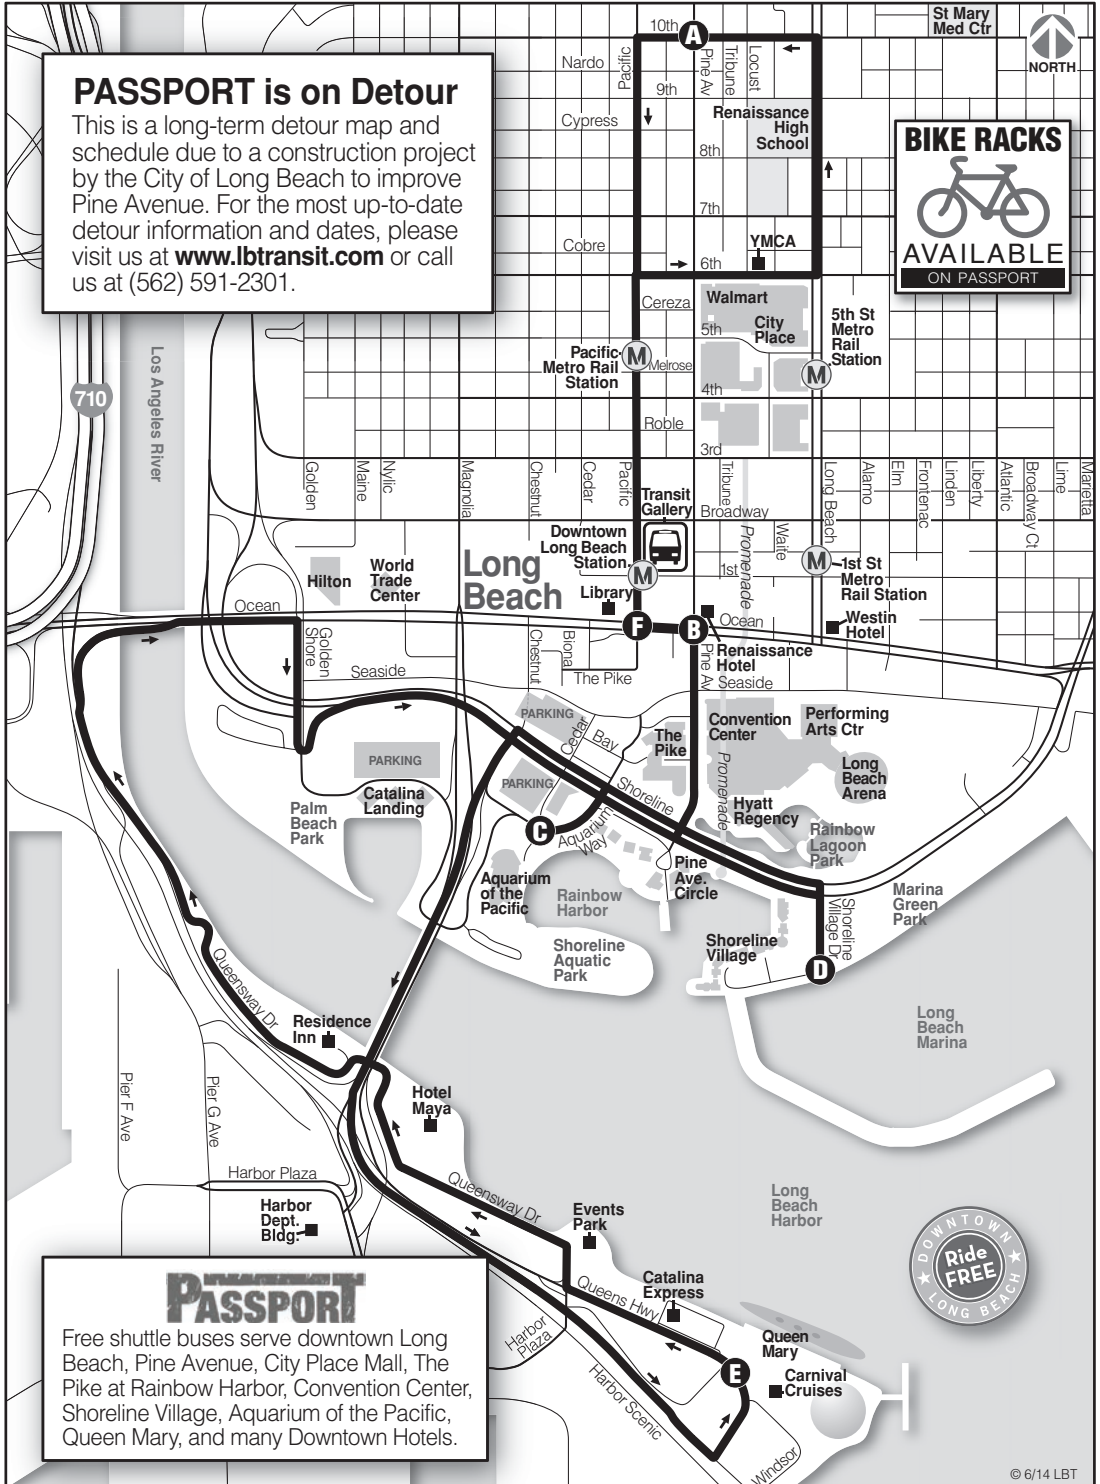 10th
St Mary
Med Ctr
NORTH
PASSPORT is on Detour
This is a long-term detour map and
schedule due to a construction project
by the City of Long Beach to improve
Pine Avenue. For the most up-to-date
detour information and dates, please
visit us at www.lbtransit.com or call
us at (562) 591-2301.
A
Nardo
Pacific
Pine Av
Tribune
Locust
9th
Cypress
Renaissance
High
School
8th
7th
Cobre
YMCA
6th
BIKE RACKS
AVAILABLE
ON PASSPORT
Cereza
Walmart
City
Place
5th
5th St
Metro
Rail
Station
Pacific
Metro Rail
Station
M
Melrose
M
4th
Roble
3rd
710
Los Angeles River
Golden
Maine
Nylic
Magnolia
Chestnut
Cedar
Pacific
Tribune
Long Beach
Alamo
Elm
Frontenac
Linden
Liberty
Atlantic
Broadway Ct
Lime
Marietta
Transit
Gallery
Broadway
Promenade
Waite
Downtown
Long Beach
Station
M
1st
M
1st St
Metro
Rail Station
Hilton
World
Trade
Center
Long
Beach
Library
Ocean
F
B
Ocean
Westin
Hotel
Renaissance
Hotel
Golden
Shore
Seaside
Chestnut
Biona
The Pike
Pine Av
Seaside
PARKING
Cedar
Bay
The
Pike
Convention
Center
Performing
Arts Ctr
Long
Beach
Arena
PARKING
PARKING
Catalina
Landing
Palm
Beach
Park
Shoreline
Promenade
Hyatt
Regency
Rainbow
Lagoon
Park
C
Aquarium
Way
Pine
Ave.
Circle
Aquarium
of the
Pacific
Rainbow
Harbor
Marina
Green
Park
Shoreline
Village Dr
Shoreline
Aquatic
Park
Shoreline
Village
D
Queensway Dr
Residence
Inn
Long
Beach
Marina
Pier F Ave
Pier G Ave
Hotel
Maya
Harbor Plaza
Harbor
Dept.
Bldg.
Queensway Dr
Events
Park
Long
Beach
Harbor
Catalina
Express
Queens Hwy
Harbor
Plaza
Queen
Mary
E
Carnival
Cruises
Harbor Scenic
Windsor
DOWNTOWN
Ride
FREE
LONG BEACH
PASSPORT
Free shuttle buses serve downtown Long
Beach, Pine Avenue, City Place Mall, The
Pike at Rainbow Harbor, Convention Center,
Shoreline Village, Aquarium of the Pacific,
Queen Mary, and many Downtown Hotels.
© 6/14 LBT